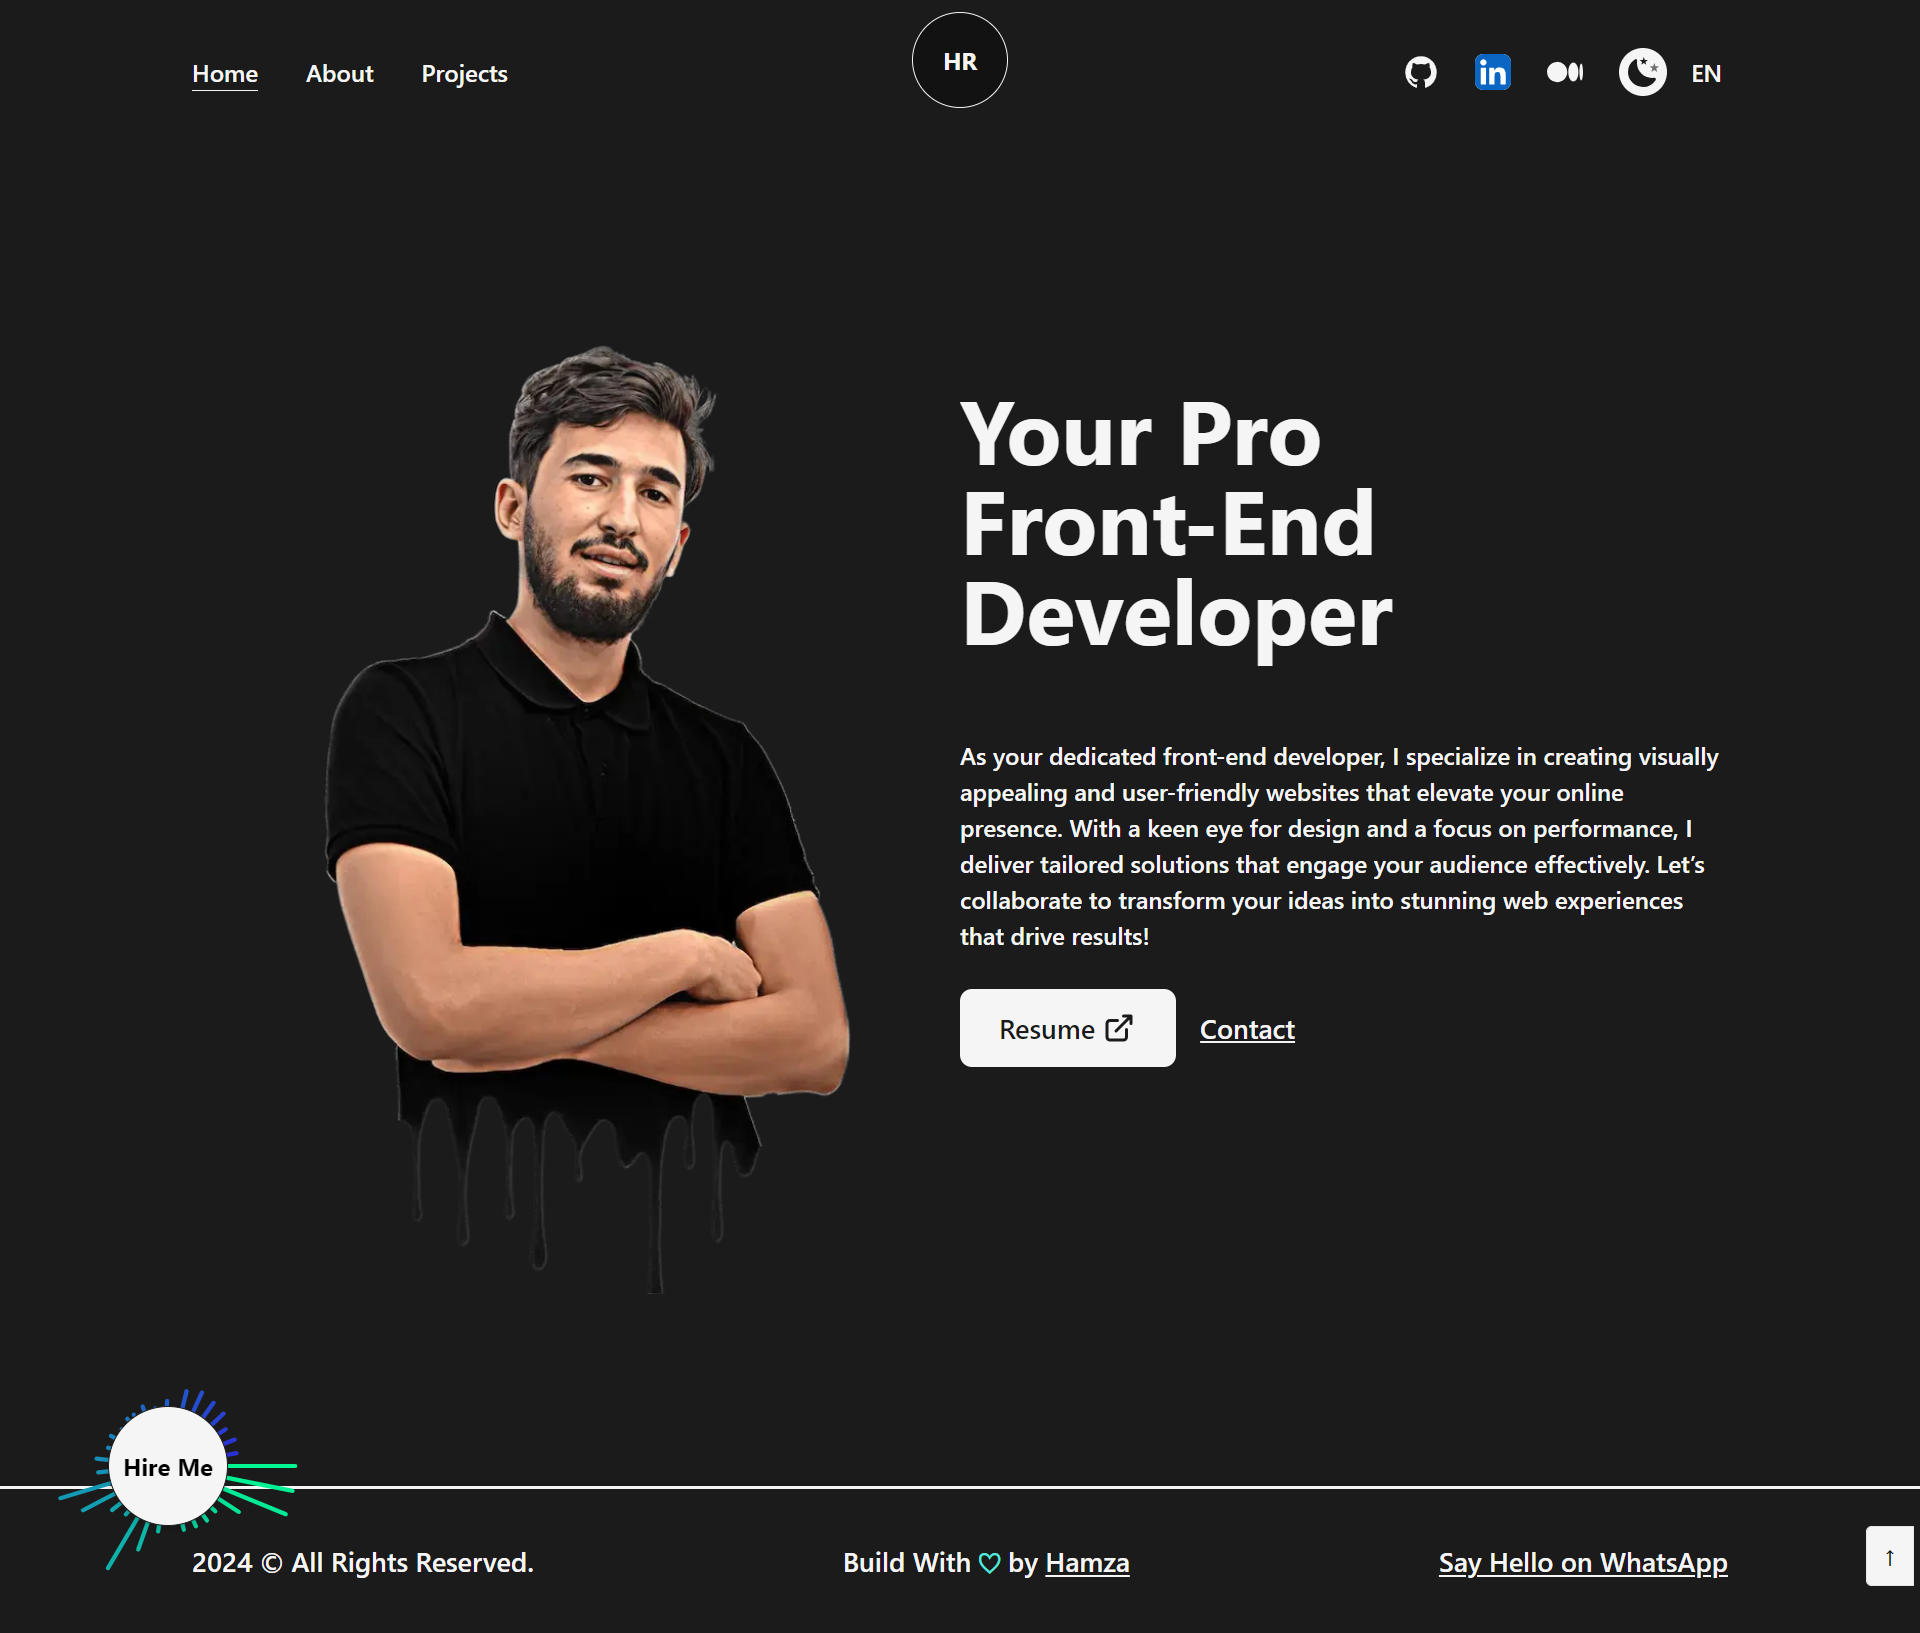 Home About Projects HR EN
Your Pro
Front-End
Developer
As your dedicated front-end developer, I specialize in creating visually
appealing and user-friendly websites that elevate your online
presence. With a keen eye for design and a focus on performance, I
deliver tailored solutions that engage your audience effectively. Let’s
collaborate to transform your ideas into stunning web experiences
that drive results!
Resume Contact
Hire Me
2024 © All Rights Reserved. Build With ♡ by Hamza Say Hello on WhatsApp ↑